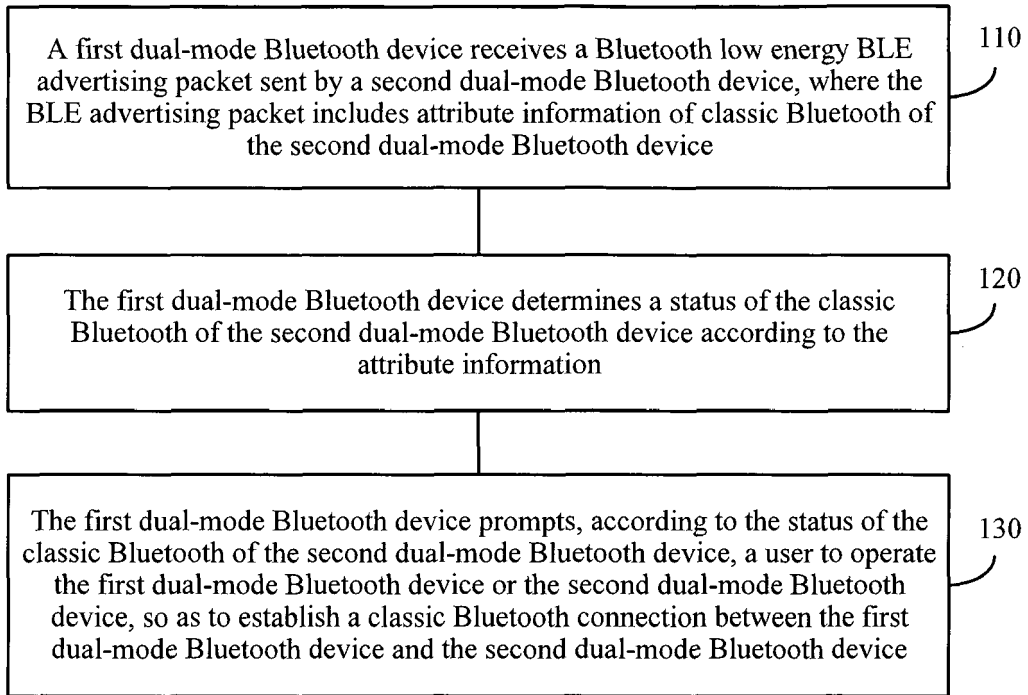 A first dual-mode Bluetooth device receives a Bluetooth low energy BLE
advertising packet sent by a second dual-mode Bluetooth device, where the
BLE advertising packet includes attribute information of classic Bluetooth of
the second dual-mode Bluetooth device
110
The first dual-mode Bluetooth device determines a status of the classic
Bluetooth of the second dual-mode Bluetooth device according to the
attribute information
120
The first dual-mode Bluetooth device prompts, according to the status of the
classic Bluetooth of the second dual-mode Bluetooth device, a user to operate
the first dual-mode Bluetooth device or the second dual-mode Bluetooth
device, so as to establish a classic Bluetooth connection between the first
dual-mode Bluetooth device and the second dual-mode Bluetooth device
130